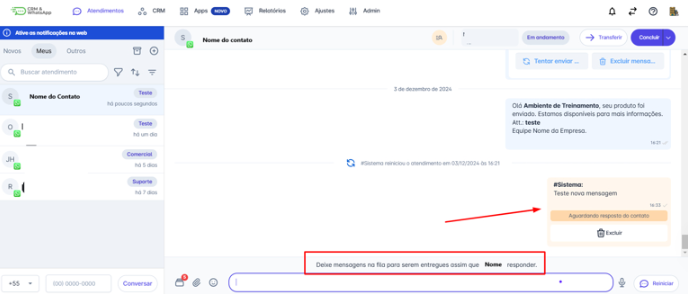 CRM &
WhatsApp
Atendimentos
CRM
Apps NOVO
Relatórios
Ajustes
Admin
Ative as notificações no web
Novos Meus Outros
Buscar atendimento
S Nome do Contato Teste
há poucos segundos
O Teste
há um dia
JH Comercial
há 5 dias
R Suporte
há 7 dias
+55 (00) 0000-0000 Conversar
S Nome do contato
Em andamento
Transferir
Concluir
Tentar enviar ...
Excluir mensa...
3 de dezembro de 2024
Olá Ambiente de Treinamento, seu produto foi
enviado. Estamos disponíveis para mais informações.
Att.: teste
Equipe Nome da Empresa.
16:21
#Sistema reiniciou o atendimento em 03/12/2024 às 16:21
#Sistema:
Teste nova mensagem
Aguardando resposta do contato
Excluir
Deixe mensagens na fila para serem entregues assim que Nome responder.
Reiniciar